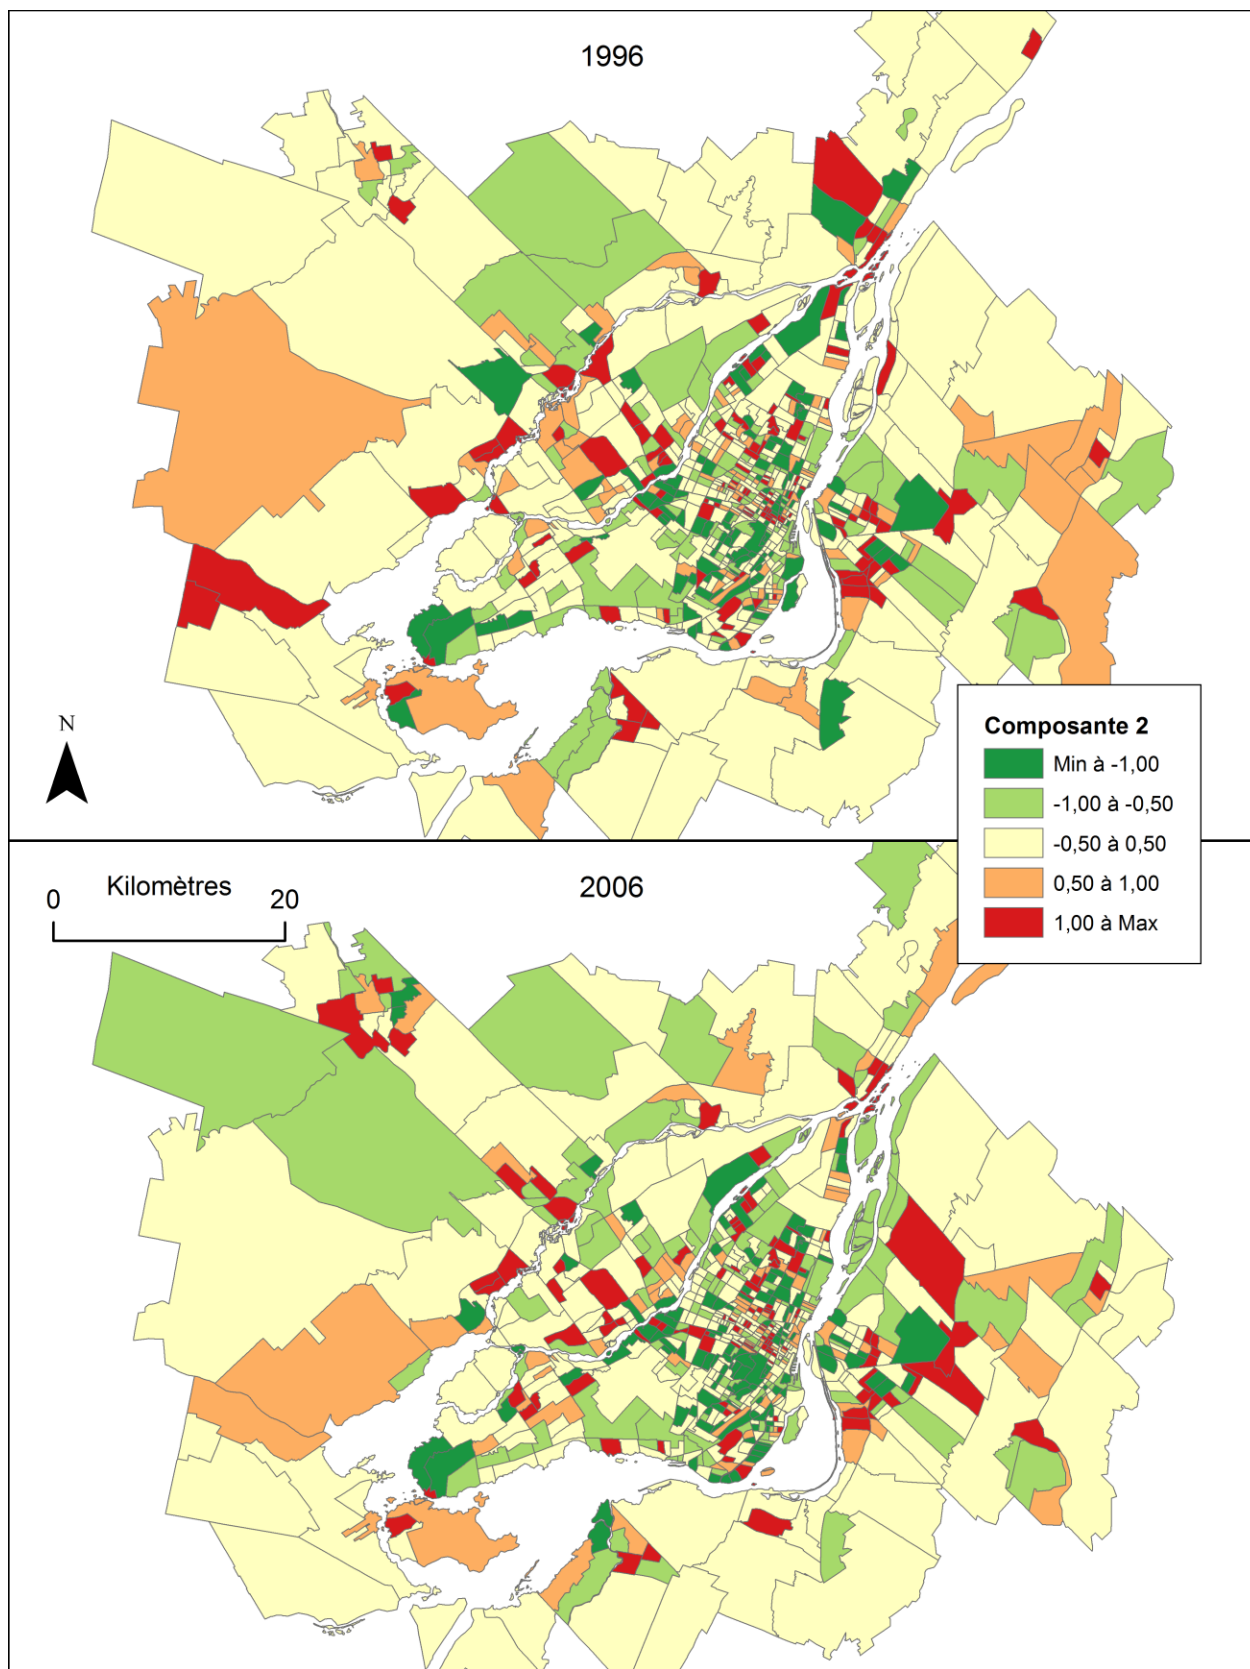 1996
N
Composante 2
Min à -1,00
-1,00 à -0,50
-0,50 à 0,50
0,50 à 1,00
1,00 à Max
0 Kilomètres 20
2006